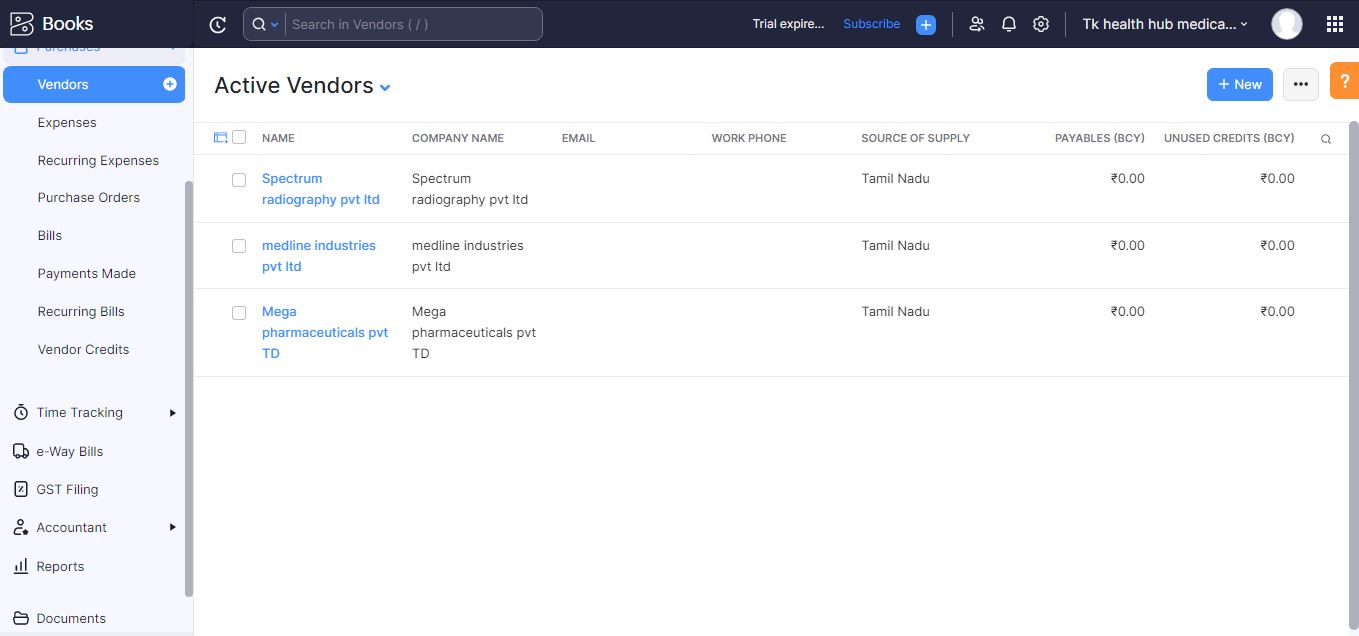 Books
Search in Vendors ( / )
Trial expire...
Subscribe
Tk health hub medica...
Purchases
Vendors
Expenses
Recurring Expenses
Purchase Orders
Bills
Payments Made
Recurring Bills
Vendor Credits
Time Tracking
e-Way Bills
GST Filing
Accountant
Reports
Documents
Active Vendors
+ New
?
NAME COMPANY NAME EMAIL WORK PHONE SOURCE OF SUPPLY PAYABLES (BCY) UNUSED CREDITS (BCY)
Spectrum Spectrum Tamil Nadu ₹0.00 ₹0.00
radiography pvt ltd radiography pvt ltd
medline industries medline industries Tamil Nadu ₹0.00 ₹0.00
pvt ltd pvt ltd
Mega Mega Tamil Nadu ₹0.00 ₹0.00
pharmaceuticals pvt pharmaceuticals pvt
TD TD